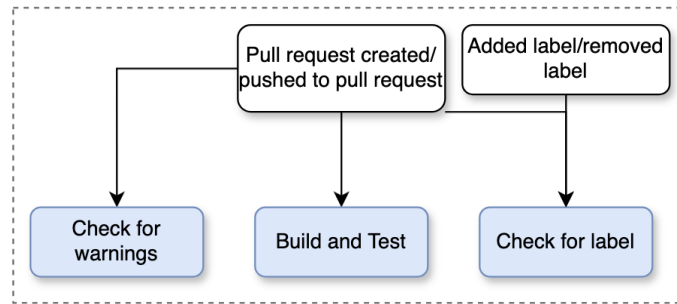 Pull request created/
pushed to pull request
Added label/removed
label
Check for
warnings
Build and Test
Check for label